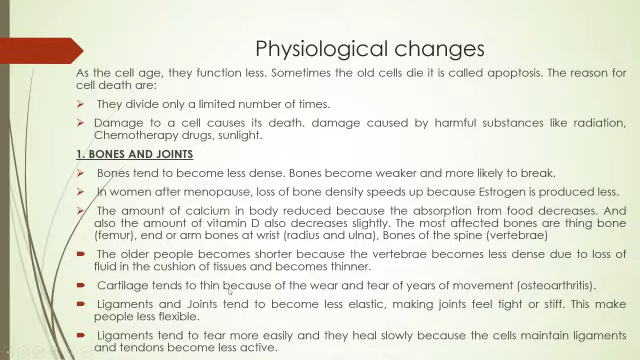 Physiological changes
As the cell age, they function less. Sometimes the old cells die it is called apoptosis. The reason for
cell death are:
They divide only a limited number of times.
Damage to a cell causes its death. damage caused by harmful substances like radiation,
Chemotherapy drugs, sunlight.
1. BONES AND JOINTS
Bones tend to become less dense. Bones become weaker and more likely to break.
In women after menopause, loss of bone density speeds up because Estrogen is produced less.
The amount of calcium in body reduced because the absorption from food decreases. And
also the amount of vitamin D also decreases slightly. The most affected bones are thing bone
(femur), end or arm bones at wrist (radius and ulna), Bones of the spine (vertebrae)
The older people becomes shorter because the vertebrae becomes less dense due to loss of
fluid in the cushion of tissues and becomes thinner.
Cartilage tends to thin because of the wear and tear of years of movement (osteoarthritis).
Ligaments and Joints tend to become less elastic, making joints feel tight or stiff. This make
people less flexible.
Ligaments tend to tear more easily and they heal slowly because the cells maintain ligaments
and tendons become less active.